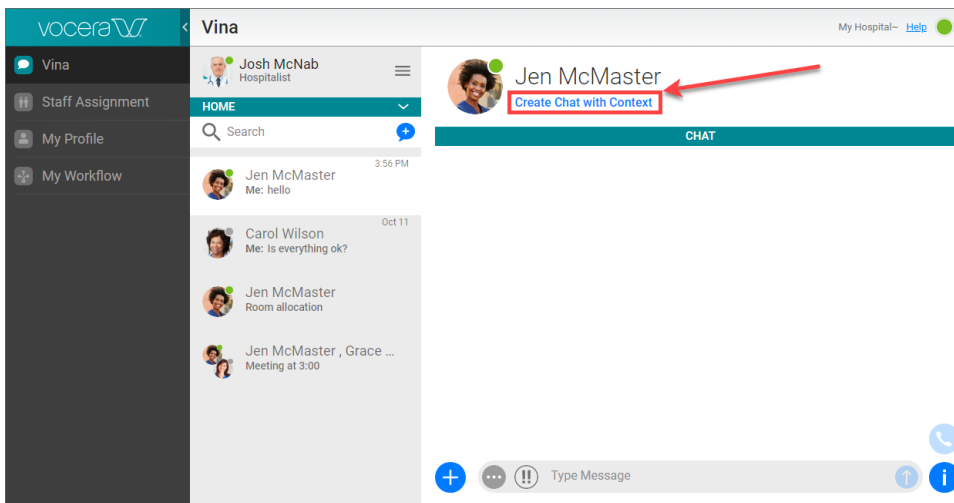 vocera
Vina
My Hospital– Help
Vina
Staff Assignment
My Profile
My Workflow
Josh McNab
Hospitalist
HOME
Search
3:56 PM
Jen McMaster
Me: hello
Oct 11
Carol Wilson
Me: Is everything ok?
Jen McMaster
Room allocation
Jen McMaster , Grace ...
Meeting at 3:00
Jen McMaster
Create Chat with Context
CHAT
Type Message